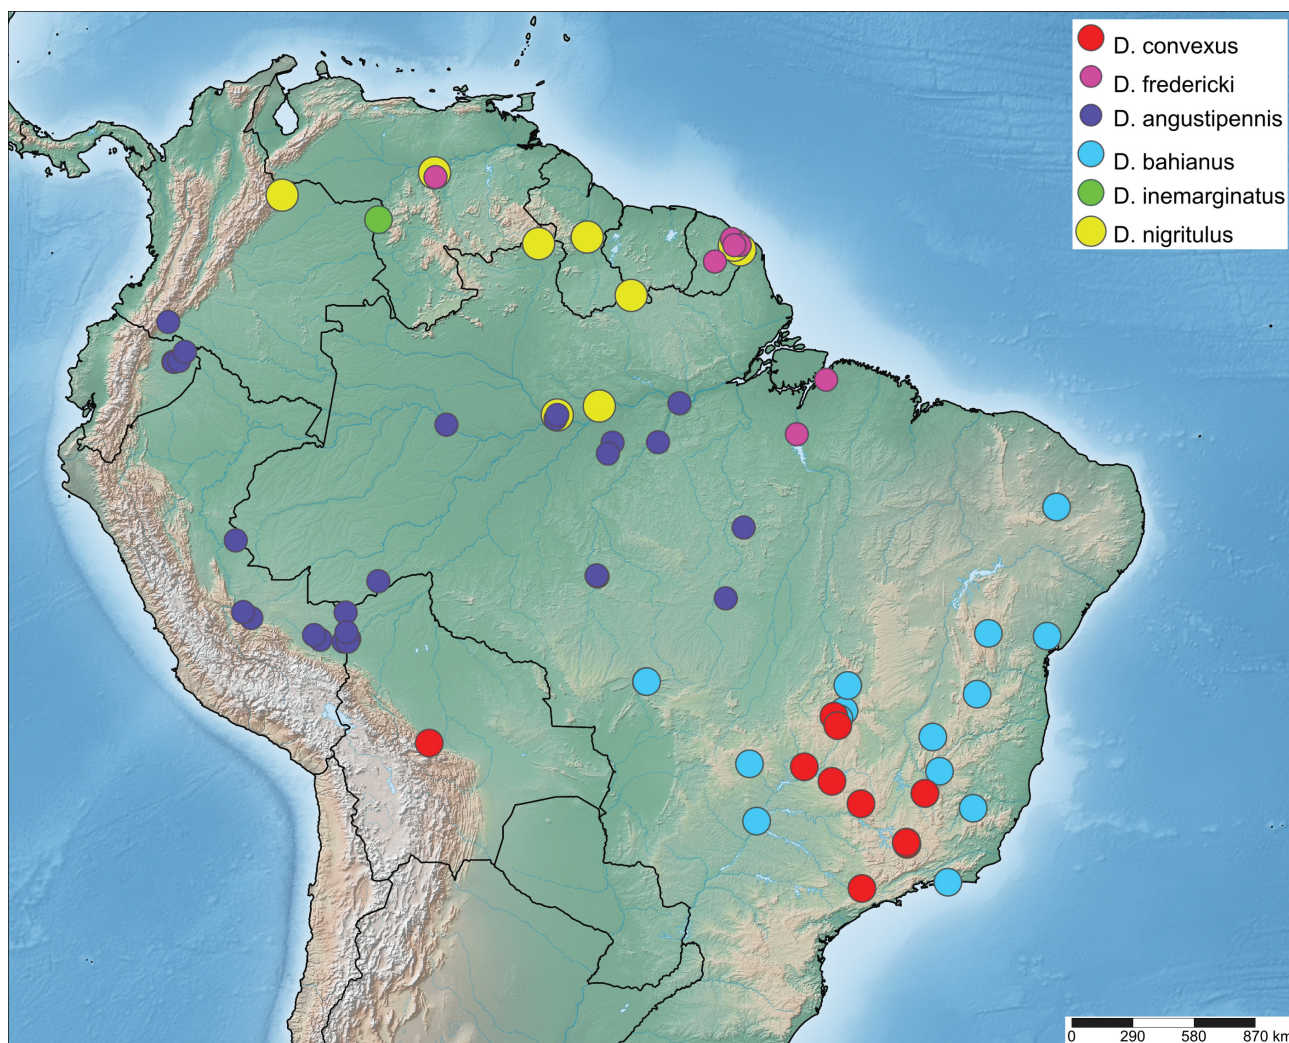 D. convexus
D. fredericki
D. angustipennis
D. bahianus
D. inemarginatus
D. nigritulus
0 290 580 870 km